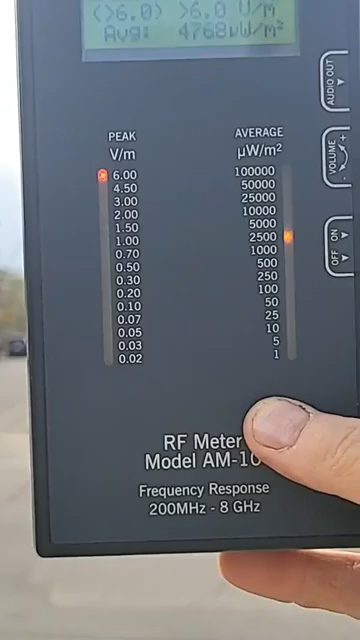 (>6.0) >6.0 V/m
Avg: 4768µW/m²
PEAK
V/m
6.00
4.50
3.00
2.00
1.50
1.00
0.70
0.50
0.30
0.20
0.10
0.07
0.05
0.03
0.02
AVERAGE
µW/m²
100000
50000
25000
10000
5000
2500
1000
500
250
100
50
25
10
5
1
AUDIO OUT
VOLUME
- +
OFF ON
RF Meter
Model AM-10
Frequency Response
200MHz - 8 GHz